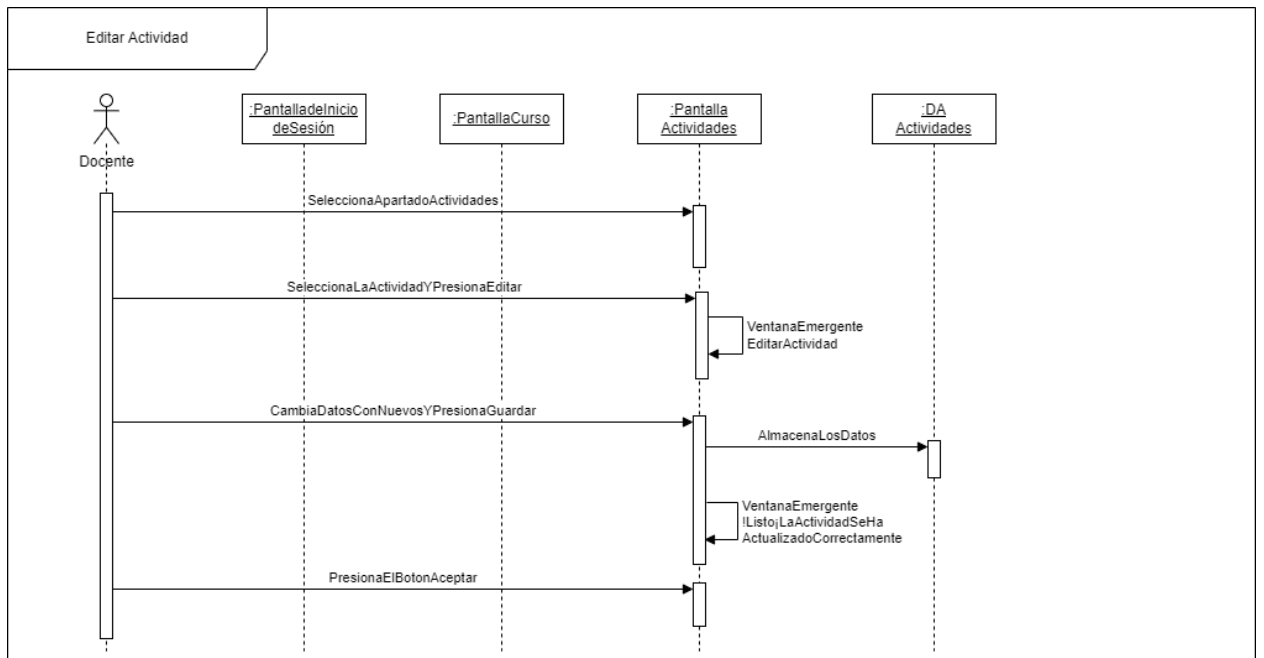 Editar Actividad
:PantalladeInicio
deSesión
:PantallaCurso
:Pantalla
Actividades
:DA
Actividades
Docente
SeleccionaApartadoActividades
SeleccionaLaActividadYPresionaEditar
VentanaEmergente
EditarActividad
CambiaDatosConNuevosYPresionaGuardar
AlmacenaLosDatos
VentanaEmergente
!Listo¡LaActividadSeHa
ActualizadoCorrectamente
PresionaElBotonAceptar